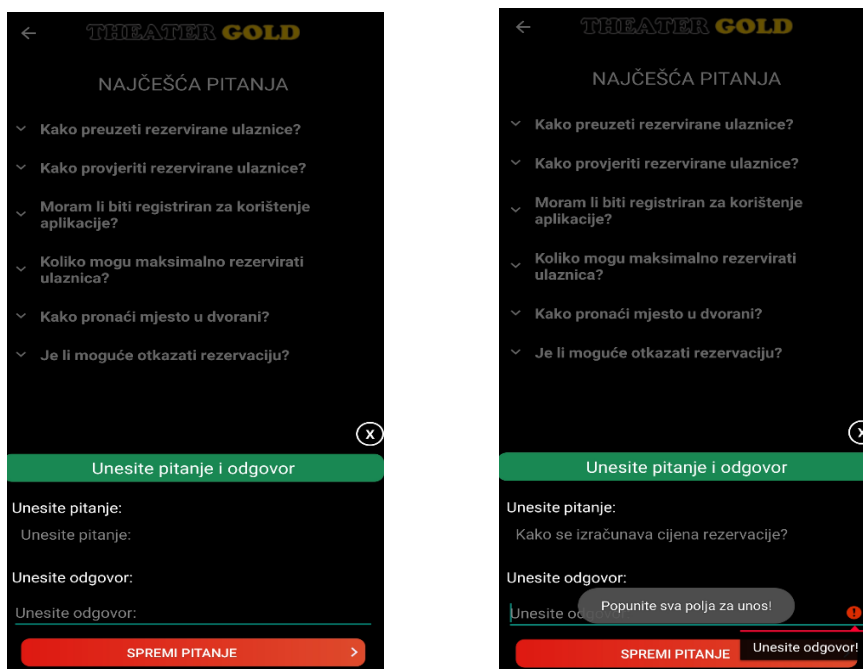 THEATER GOLD
NAJČEŠĆA PITANJA
Kako preuzeti rezervirane ulaznice?
Kako provjeriti rezervirane ulaznice?
Moram li biti registriran za korištenje
aplikacije?
Koliko mogu maksimalno rezervirati
ulaznica?
Kako pronaći mjesto u dvorani?
Je li moguće otkazati rezervaciju?
X
Unesite pitanje i odgovor
Unesite pitanje:
Unesite pitanje:
Unesite odgovor:
Unesite odgovor:
SPREMI PITANJE
THEATER GOLD
NAJČEŠĆA PITANJA
Kako preuzeti rezervirane ulaznice?
Kako provjeriti rezervirane ulaznice?
Moram li biti registriran za korištenje
aplikacije?
Koliko mogu maksimalno rezervirati
ulaznica?
Kako pronaći mjesto u dvorani?
Je li moguće otkazati rezervaciju?
X
Unesite pitanje i odgovor
Unesite pitanje:
Kako se izračunava cijena rezervacije?
Unesite odgovor:
Unesite
Popunite sva polja za unos!
SPREMI PITANJE
Unesite odgovor!